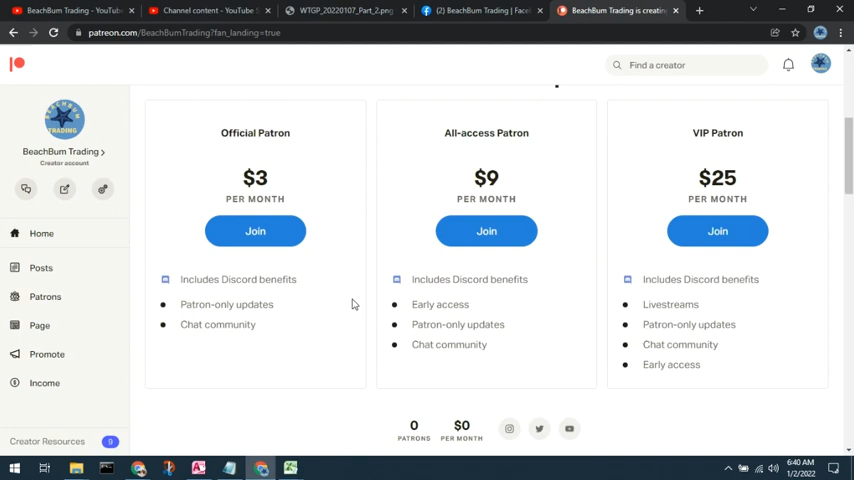 BeachBum Trading - YouTube
Channel content - YouTube S
WTGP_20220107_Part_2.png
(2) BeachBum Trading | Face
BeachBum Trading is creating
patreon.com/BeachBumTrading?fan_landing=true
Find a creator
BEACHBUM
TRADING
BeachBum Trading
Creator account
Home
Posts
Patrons
Page
Promote
Income
Creator Resources 9
Official Patron
$3
PER MONTH
Join
Includes Discord benefits
Patron-only updates
Chat community
All-access Patron
$9
PER MONTH
Join
Includes Discord benefits
Early access
Patron-only updates
Chat community
VIP Patron
$25
PER MONTH
Join
Includes Discord benefits
Livestreams
Patron-only updates
Chat community
Early access
0
PATRONS
$0
PER MONTH
6:40 AM
1/2/2022